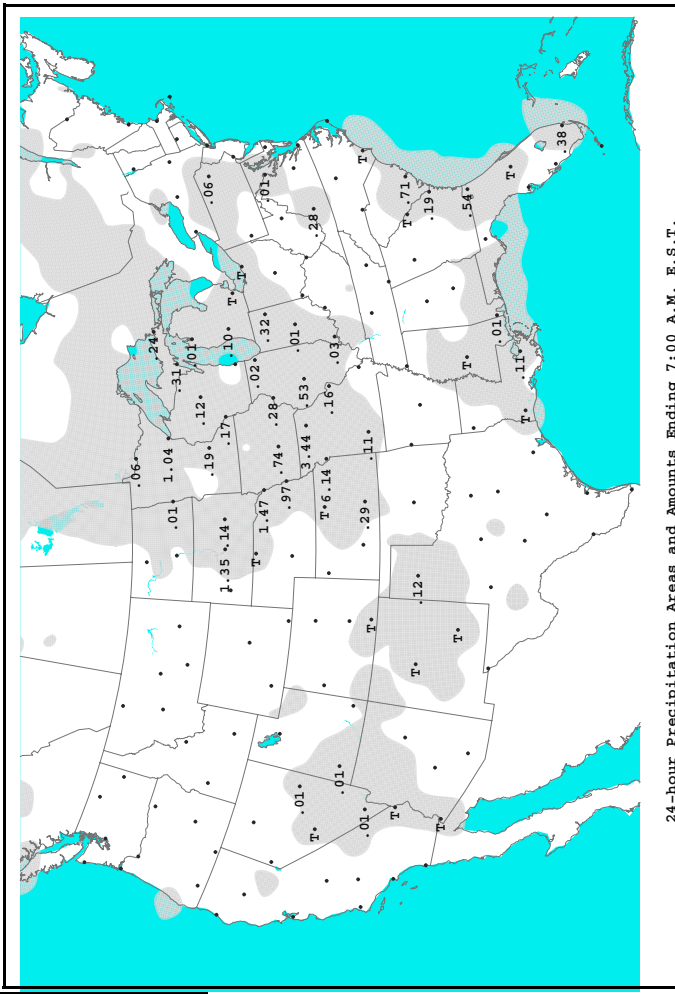 .06
.24
1.04
.01
.31
.01
.12
.19
.06
1.35
.14
.17
.10
T
T
T
.02
1.47
.32
.01
.28
.74
.97
.01
.01
3.44
.53
T
.28
T 6.14
.16
.03
.01
T
.01
.29
.11
T
T
T .71
T
.12
.19
T
T
T
.54
.01
T
.11
T
.38
24-hour Precipitation Areas and Amounts Ending 7:00 A.M. E.S.T.